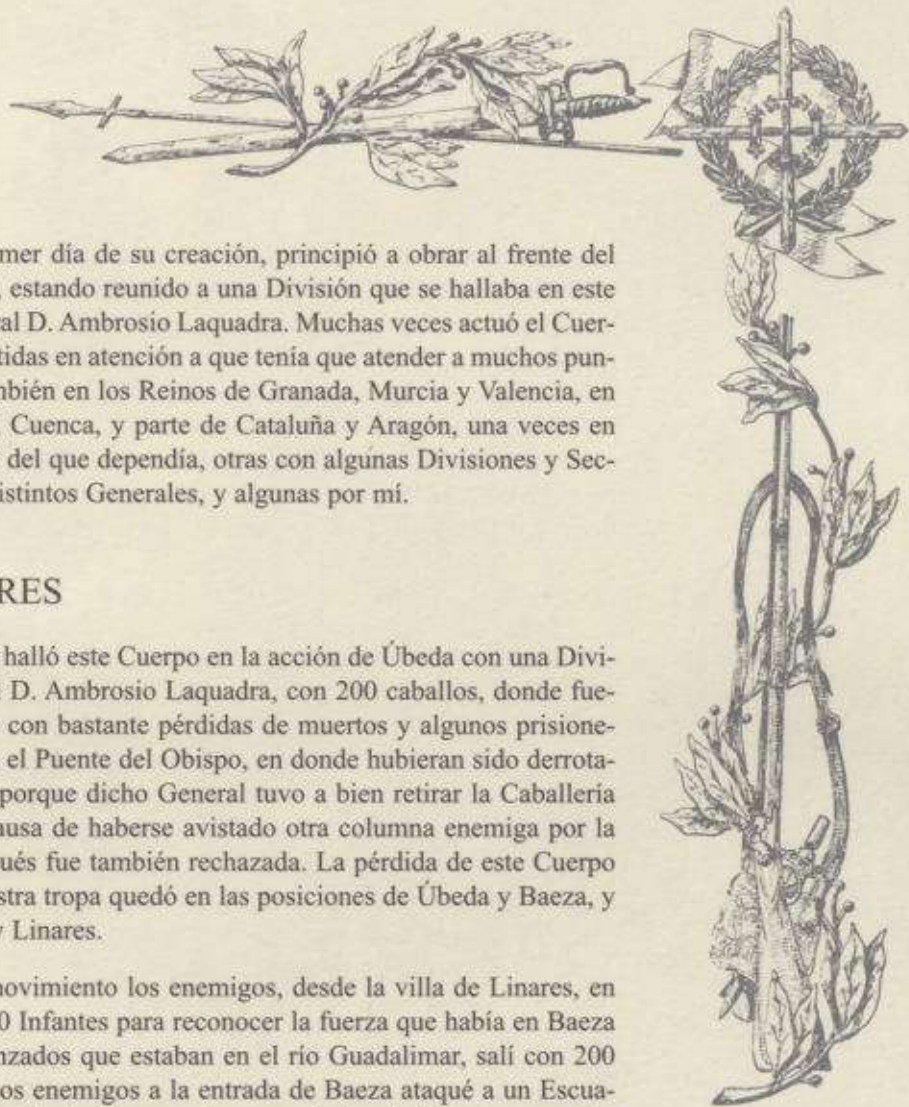 mer día de su creación, principió a obrar al frente del
, estando reunido a una División que se hallaba en este
ral D. Ambrosio Laquadra. Muchas veces actuó el Cuer-
tidas en atención a que tenía que atender a muchos pun-
mbién en los Reinos de Granada, Murcia y Valencia, en
Cuenca, y parte de Cataluña y Aragón, una veces en
del que dependía, otras con algunas Divisiones y Sec-
istintos Generales, y algunas por mí.
RES
halló este Cuerpo en la acción de Úbeda con una Divi-
D. Ambrosio Laquadra, con 200 caballos, donde fue-
con bastante pérdidas de muertos y algunos prisione-
el Puente del Obispo, en donde hubieran sido derrota-
porque dicho General tuvo a bien retirar la Caballería
ausa de haberse avistado otra columna enemiga por la
ués fue también rechazada. La pérdida de este Cuerpo
stra tropa quedó en las posiciones de Úbeda y Baeza, y
y Linares.
novimiento los enemigos, desde la villa de Linares, en
0 Infantes para reconocer la fuerza que había en Baeza
nzados que estaban en el río Guadalimar, salí con 200
os enemigos a la entrada de Baeza ataqué a un Escua-